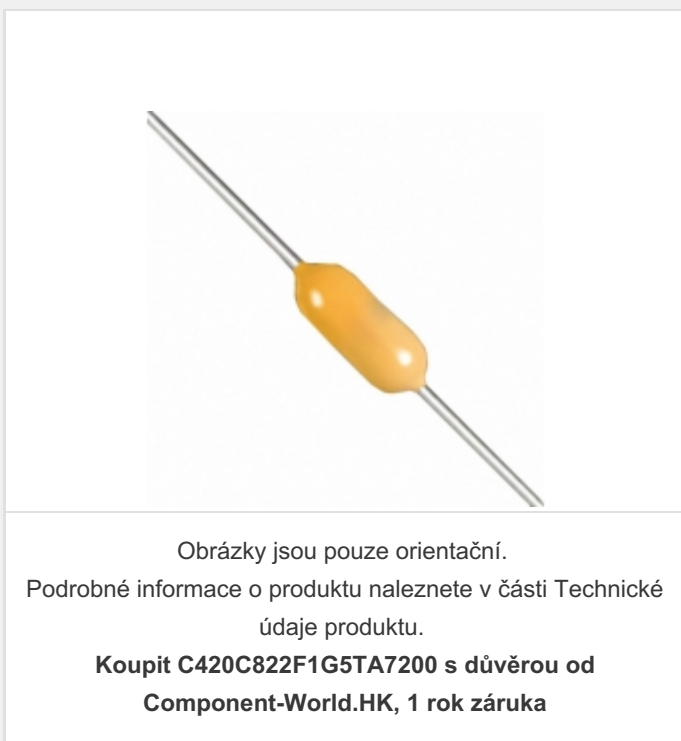 Obrázky jsou pouze orientační.
Podrobné informace o produktu naleznete v části Technické
údaje produktu.
Koupit C420C822F1G5TA7200 s důvěrou od
Component-World.HK, 1 rok záruka